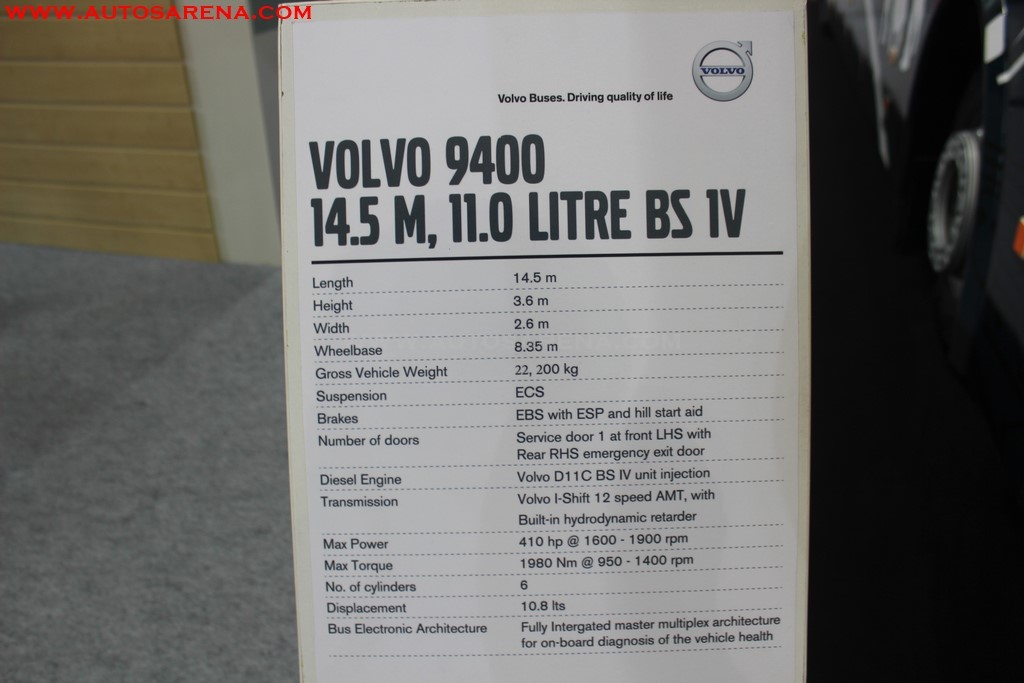 WWW.AUTOSARENA.COM
VOLVO
Volvo Buses. Driving quality of life
VOLVO 9400
14.5 M, 11.0 LITRE BS 1V
Length 14.5 m
Height 3.6 m
Width 2.6 m
Wheelbase 8.35 m
Gross Vehicle Weight 22, 200 kg
Suspension ECS
Brakes EBS with ESP and hill start aid
Number of doors Service door 1 at front LHS with
Rear RHS emergency exit door
Diesel Engine Volvo D11C BS IV unit injection
Transmission Volvo I-Shift 12 speed AMT, with
Built-in hydrodynamic retarder
Max Power 410 hp @ 1600 - 1900 rpm
Max Torque 1980 Nm @ 950 - 1400 rpm
No. of cylinders 6
Displacement 10.8 lts
Bus Electronic Architecture Fully Intergated master multiplex architecture
for on-board diagnosis of the vehicle health